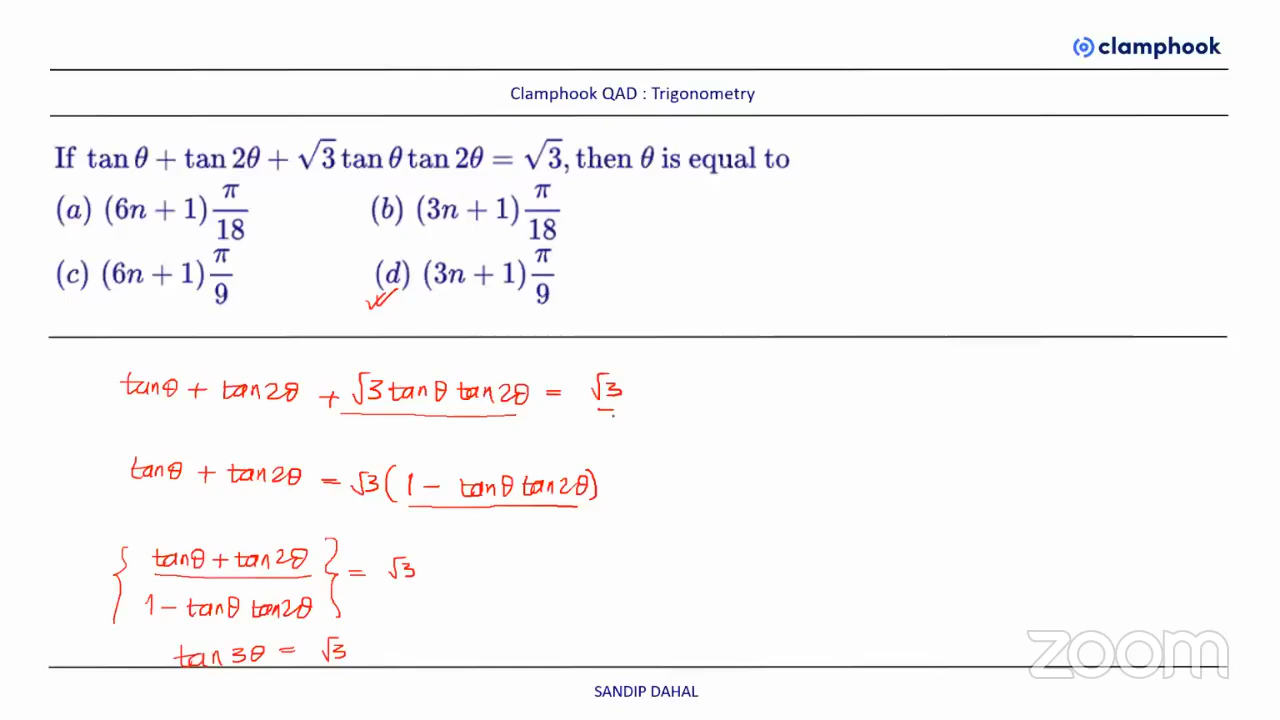 clamphook
Clamphook QAD : Trigonometry
If tan θ + tan 2θ + √3 tan θ tan 2θ = √3, then θ is equal to
(a) (6n + 1) π/18 (b) (3n + 1) π/18
(c) (6n + 1) π/9 (d) (3n + 1) π/9
tanθ + tan2θ + √3 tanθ tan2θ = √3
tanθ + tan2θ = √3 (1 - tanθ tan2θ)
{ (tanθ + tan2θ) / (1 - tanθ tan2θ) } = √3
tan 3θ = √3
zoom
SANDIP DAHAL